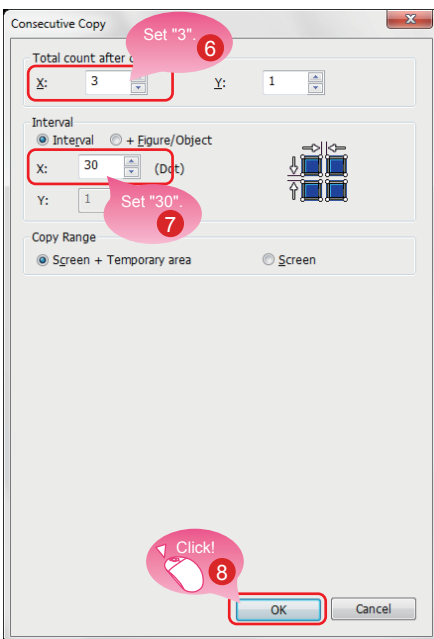 Consecutive Copy
Set "3".
6
Total count after
X: 3 Y: 1
Interval
Interval + Figure/Object
X: 30 (Dot)
Y: 1
Set "30".
7
Copy Range
Screen + Temporary area Screen
Click!
8
OK Cancel